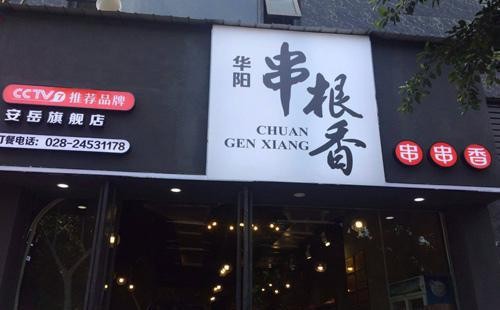 CCTV7 推荐品牌
安岳旗舰店
订餐电话：028-24531178
华阳
串根香
CHUAN
GEN XIANG
串串香